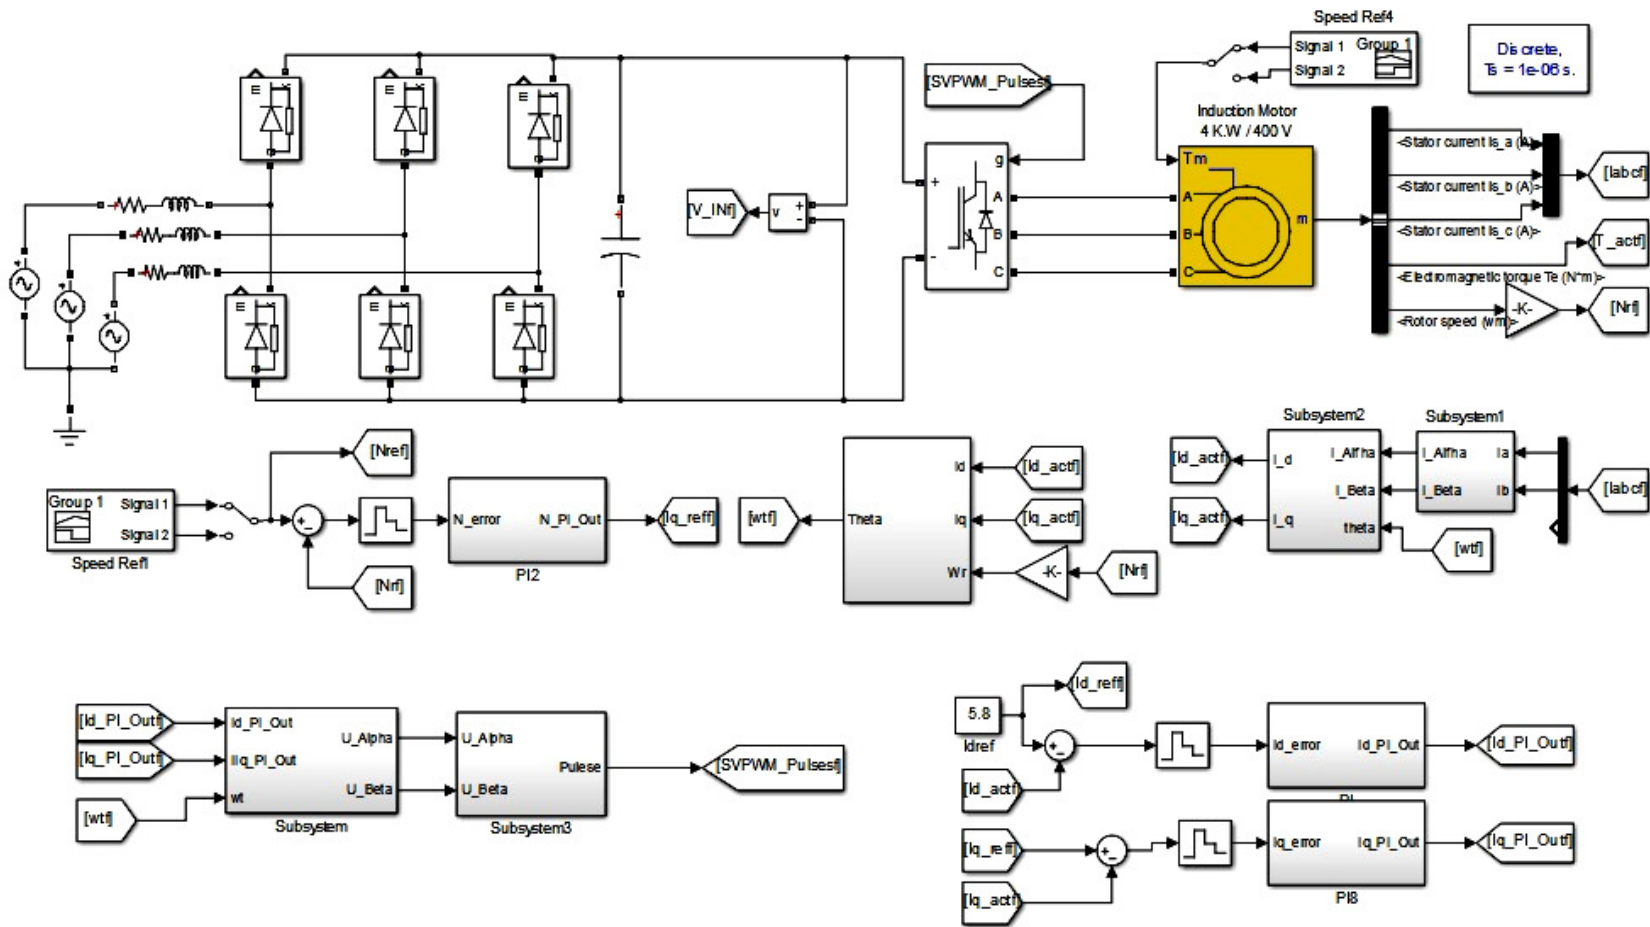 Speed Ref4
Signal 1
Group 1
Signal 2
Discrete,
Ts = 1e-06 s.
[SVPWM_Pulsesf]
Induction Motor
4 K.W / 400 V
m
m
m
g
Tm
<Stator current is_a (A)>
[Iabcf]
[V_INf]
v
+
-
+
-
A
B
C
A
B
C
m
<Stator current is_b (A)>
<Stator current is_c (A)>
[T_actf]
<Electromagnetic torque Te (N*m)>
-K-
[Nrf]
<Rotor speed (wm)>
m
m
m
Subsystem2
Subsystem1
[Nref]
[Id_actf]
I_d
I_Alfha
I_Alfha
Ia
Id
[Id_actf]
Group 1
Signal 1
Signal 2
Speed Ref1
N_error
N_PI_Out
PI2
[Iq_reff]
[wtf]
Theta
Iq
[Iq_actf]
[Iq_actf]
I_q
I_Beta
I_Beta
Ib
[Iabcf]
theta
[wtf]
[Nrf]
Wr
-K-
[Nrf]
[Id_reff]
5.8
Idref
[Id_PI_Outf]
Id_PI_Out
U_Alpha
U_Alpha
[Iq_PI_Outf]
IIq_PI_Out
Pulese
[SVPWM_Pulsesf]
wt
U_Beta
U_Beta
[wtf]
Subsystem
Subsystem3
Id_error
Id_PI_Out
[Id_PI_Outf]
[Id_actf]
[Iq_reff]
Iq_error
Iq_PI_Out
[Iq_PI_Outf]
[Iq_actf]
PI8